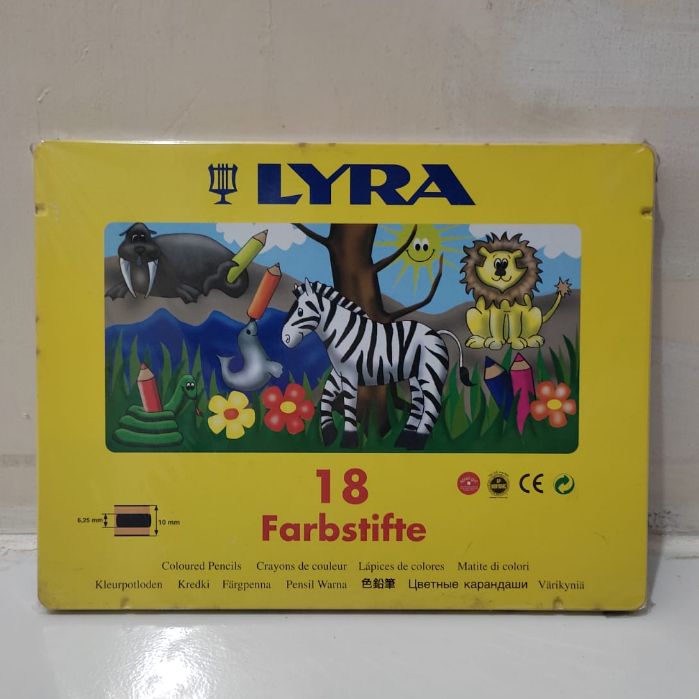 LYRA
18
Farbstifte
6,25 mm
10 mm
CE
Coloured Pencils Crayons de couleur Lápices de colores Matite di colori
Kleurpotloden Kredki Färgpenna Pensil Warna 色鉛筆 Цветные карандаши Värikyniä